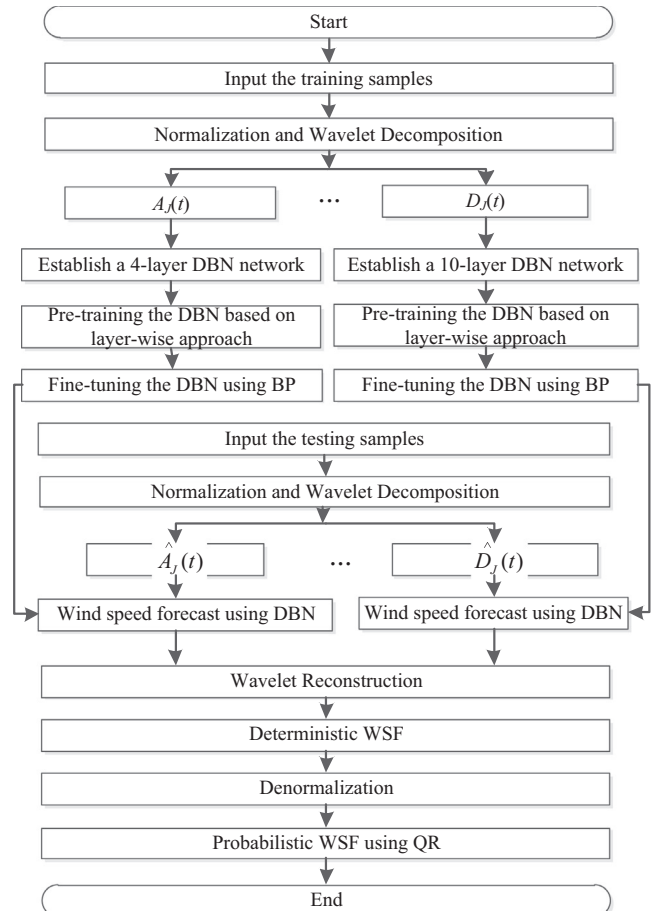 Start
Input the training samples
Normalization and Wavelet Decomposition
AJ(t) ... DJ(t)
Establish a 4-layer DBN network
Establish a 10-layer DBN network
Pre-training the DBN based on
layer-wise approach
Pre-training the DBN based on
layer-wise approach
Fine-tuning the DBN using BP
Fine-tuning the DBN using BP
Input the testing samples
Normalization and Wavelet Decomposition
ÂJ(t) ... D̂J(t)
Wind speed forecast using DBN
Wind speed forecast using DBN
Wavelet Reconstruction
Deterministic WSF
Denormalization
Probabilistic WSF using QR
End